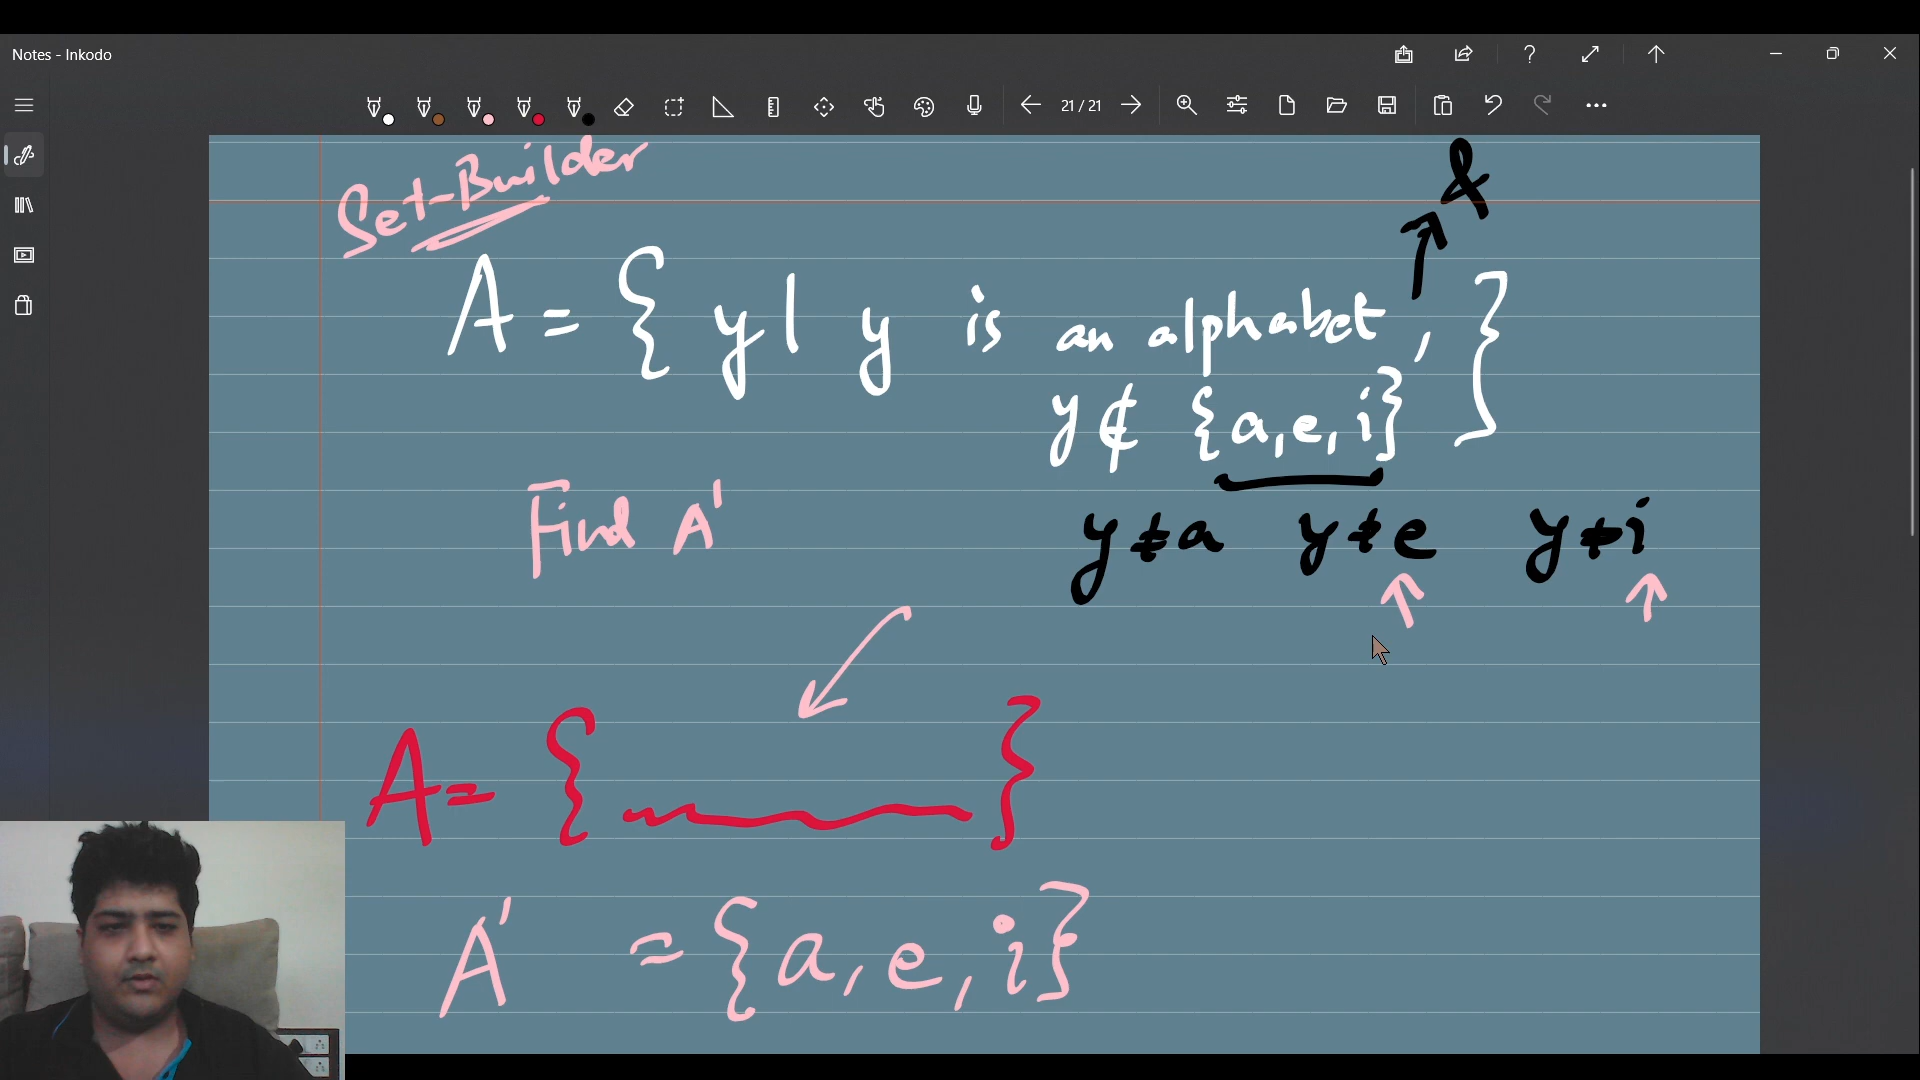 Notes - Inkodo
21 / 21
Set-Builder
&
A = { y | y is an alphabet , }
y ∉ {a, e, i}
Find A'
y ≠ a y ≠ e y ≠ i
A = { }
A' = {a, e, i}